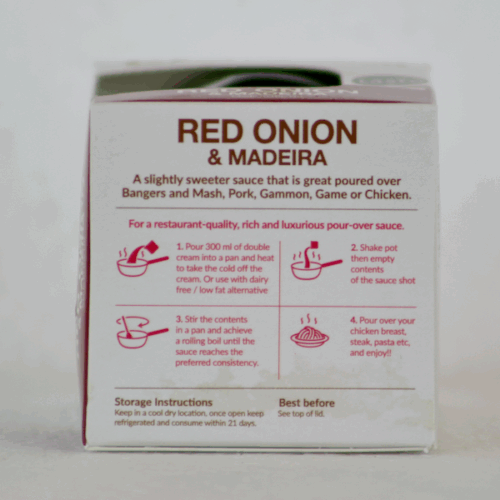 RED ONION
RED ONION
& MADEIRA
A slightly sweeter sauce that is great poured over
Bangers and Mash, Pork, Gammon, Game or Chicken.
For a restaurant-quality, rich and luxurious pour-over sauce.
1. Pour 300 ml of double
cream into a pan and heat
to take the cold off the
cream. Or use with dairy
free / low fat alternative
2. Shake pot
then empty
contents
of the sauce shot
3. Stir the contents
in a pan and achieve
a rolling boil until the
sauce reaches the
preferred consistency.
4. Pour over your
chicken breast,
steak, pasta etc,
and enjoy!!
Storage Instructions
Keep in a cool dry location, once open keep
refrigerated and consume within 21 days.
Best before
See top of lid.